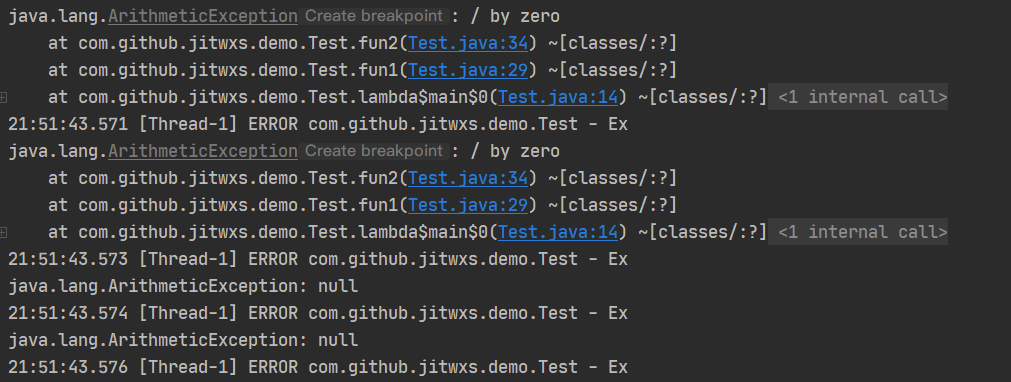 java.lang.ArithmeticException Create breakpoint : / by zero
    at com.github.jitwxs.demo.Test.fun2(Test.java:34) ~[classes/:?]
    at com.github.jitwxs.demo.Test.fun1(Test.java:29) ~[classes/:?]
    at com.github.jitwxs.demo.Test.lambda$main$0(Test.java:14) ~[classes/:?] <1 internal call>
21:51:43.571 [Thread-1] ERROR com.github.jitwxs.demo.Test - Ex
java.lang.ArithmeticException Create breakpoint : / by zero
    at com.github.jitwxs.demo.Test.fun2(Test.java:34) ~[classes/:?]
    at com.github.jitwxs.demo.Test.fun1(Test.java:29) ~[classes/:?]
    at com.github.jitwxs.demo.Test.lambda$main$0(Test.java:14) ~[classes/:?] <1 internal call>
21:51:43.573 [Thread-1] ERROR com.github.jitwxs.demo.Test - Ex
java.lang.ArithmeticException: null
21:51:43.574 [Thread-1] ERROR com.github.jitwxs.demo.Test - Ex
java.lang.ArithmeticException: null
21:51:43.576 [Thread-1] ERROR com.github.jitwxs.demo.Test - Ex